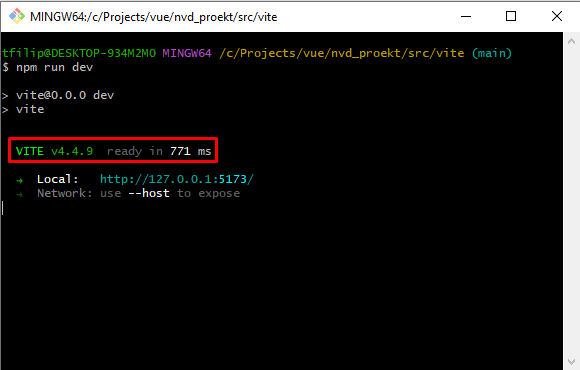 MINGW64:/c/Projects/vue/nvd_proekt/src/vite
tfilip@DESKTOP-934M2MO MINGW64 /c/Projects/vue/nvd_proekt/src/vite (main)
$ npm run dev
> vite@0.0.0 dev
> vite
VITE v4.4.9  ready in 771 ms
➜  Local:   http://127.0.0.1:5173/
➜  Network: use --host to expose